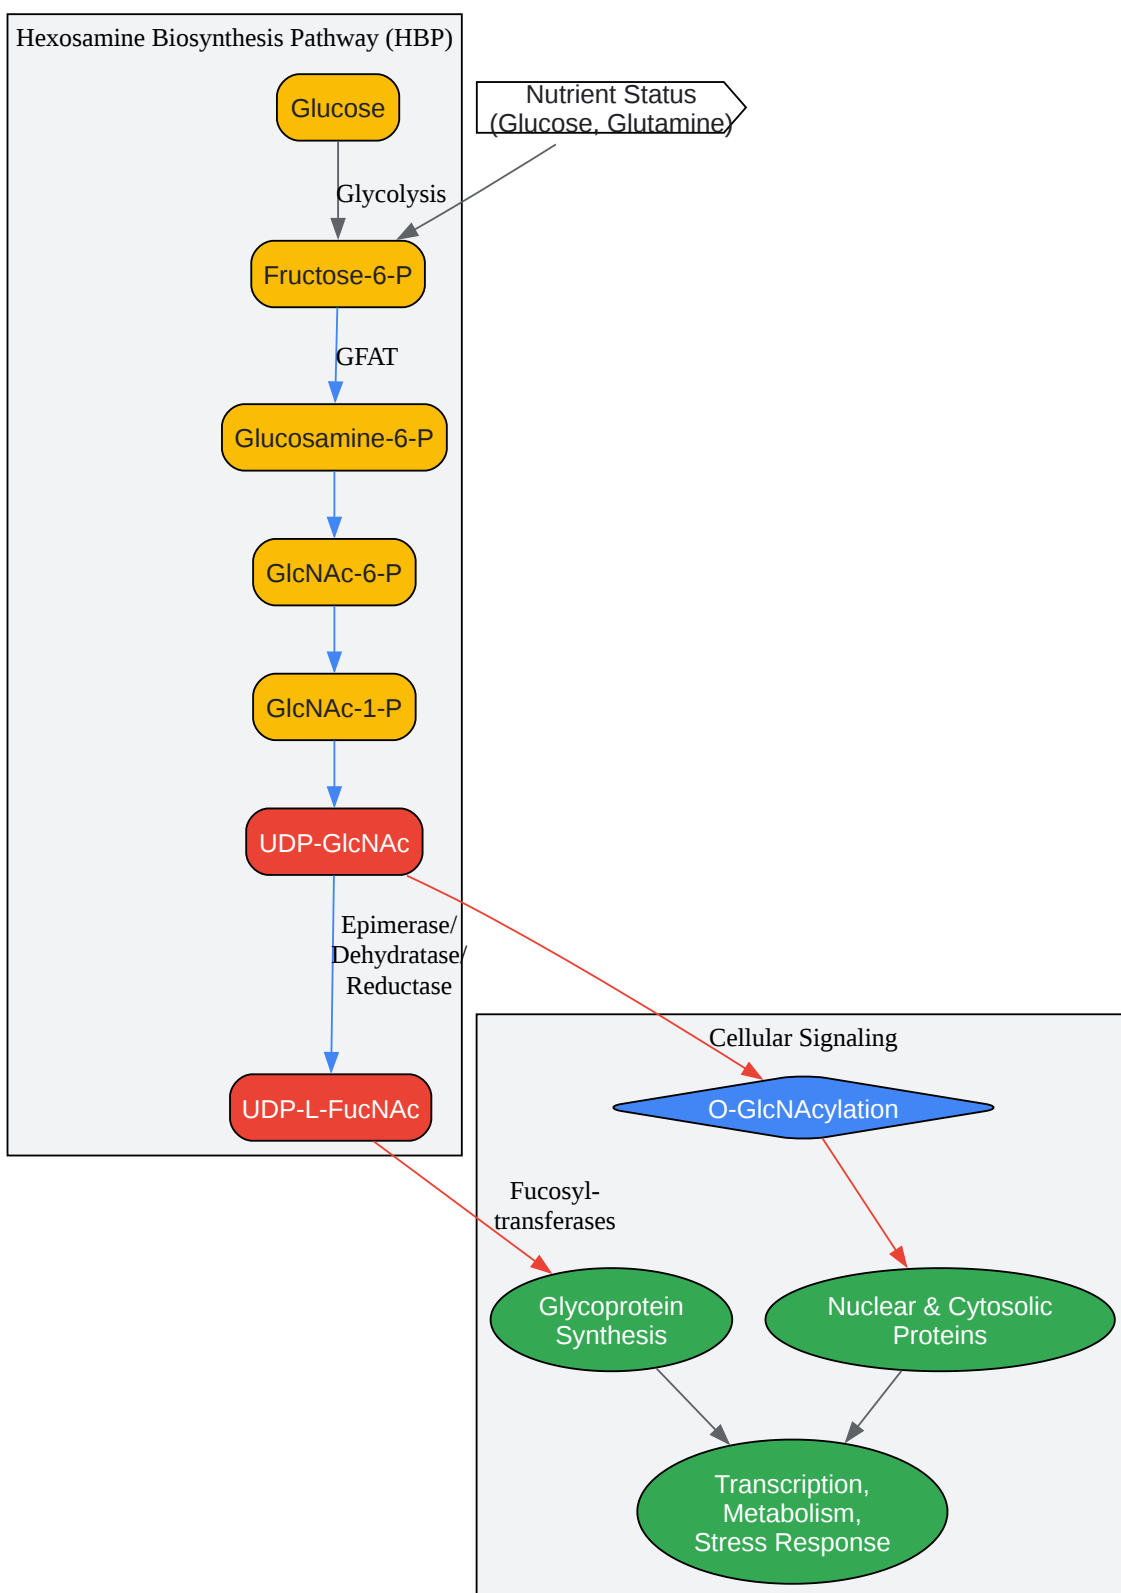 Hexosamine Biosynthesis Pathway (HBP)
Glucose
Nutrient Status
(Glucose, Glutamine)
Glycolysis
Fructose-6-P
GFAT
Glucosamine-6-P
GlcNAc-6-P
GlcNAc-1-P
UDP-GlcNAc
Epimerase/
Dehydratase/
Reductase
Cellular Signaling
UDP-L-FucNAc
O-GlcNAcylation
Fucosyl-
transferases
Glycoprotein
Synthesis
Nuclear & Cytosolic
Proteins
Transcription,
Metabolism,
Stress Response